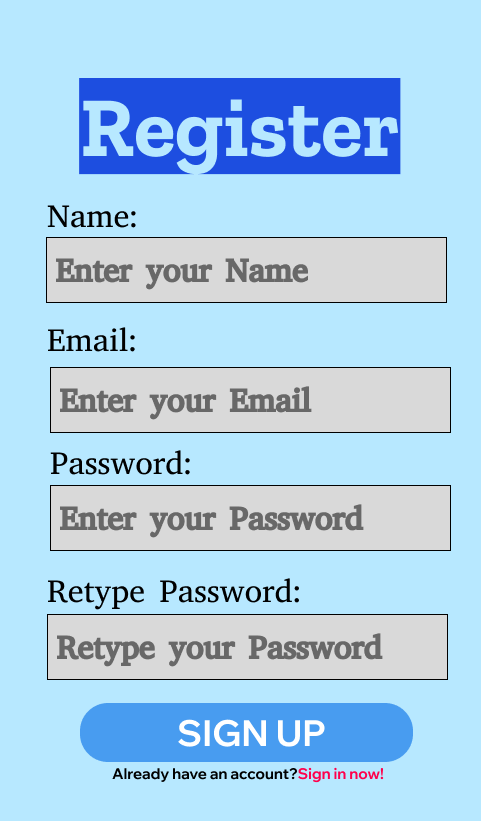 Register
Name:
Enter your Name
Email:
Enter your Email
Password:
Enter your Password
Retype Password:
Retype your Password
SIGN UP
Already have an account?Sign in now!